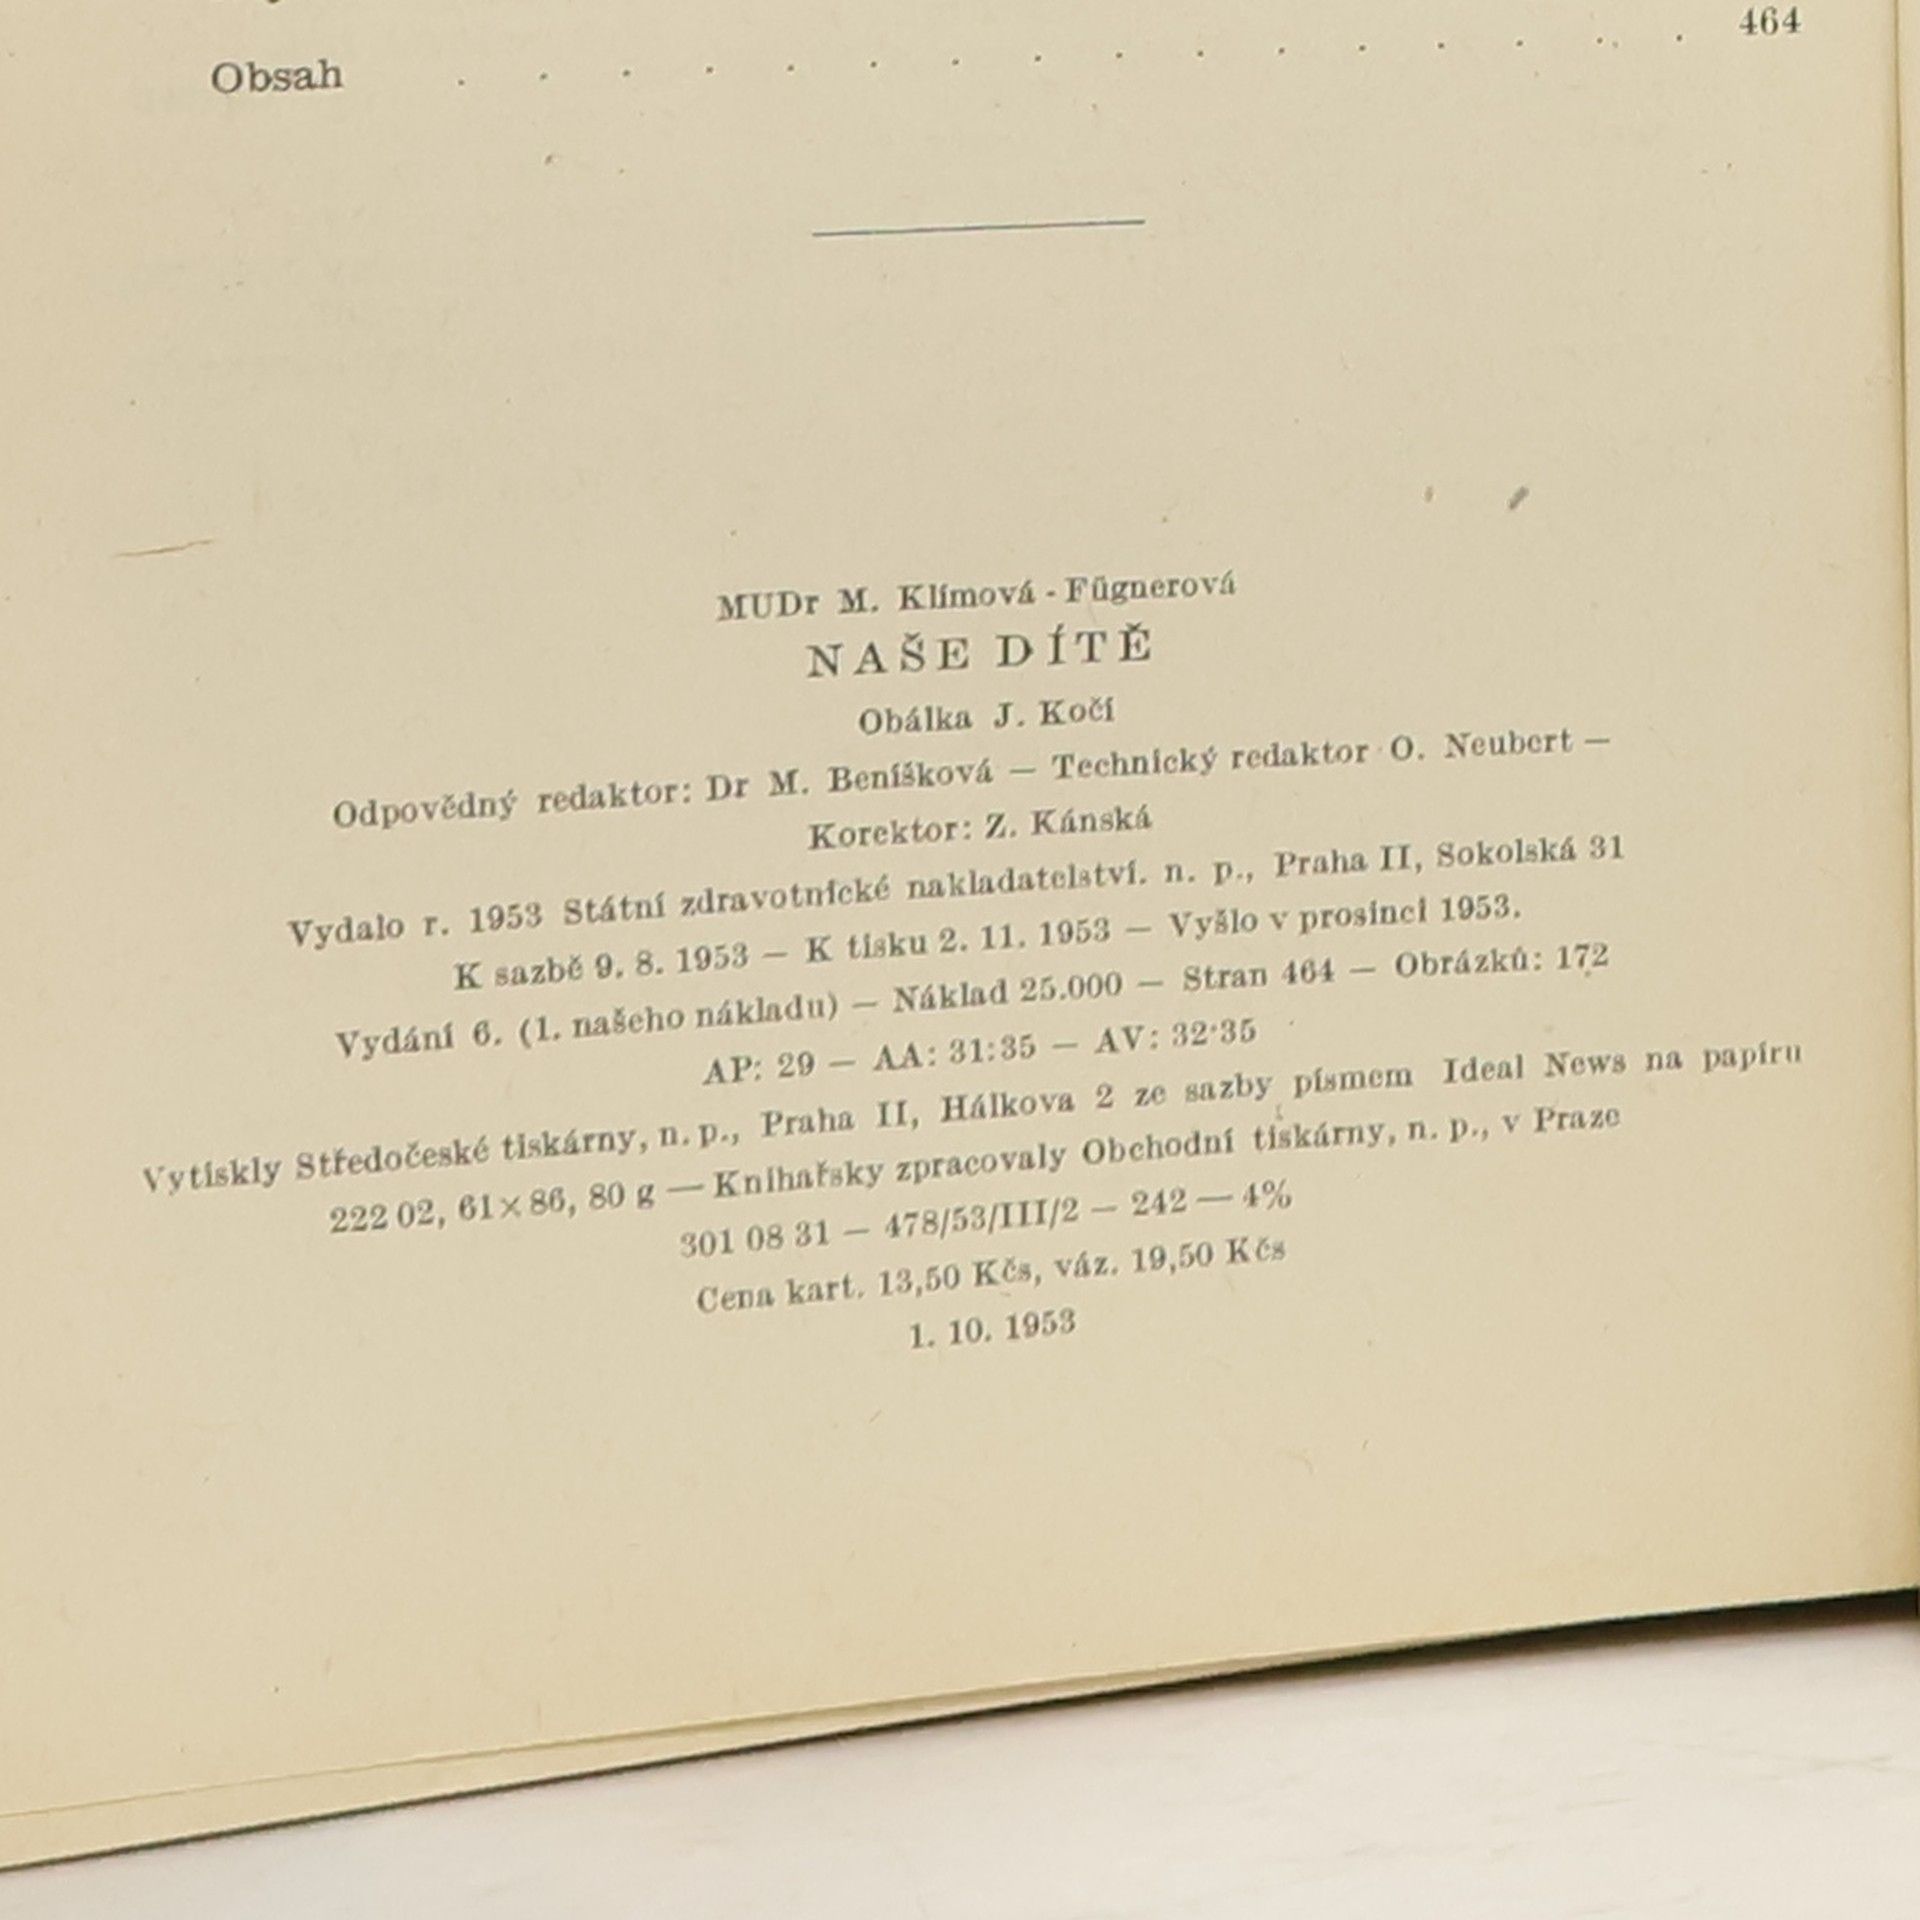 Obsah . . . . . . . . . . . . . . . . 464
MUDr M. Klímová - Fügnerová
NAŠE DÍTĚ
Obálka J. Kočí
Odpovědný redaktor: Dr M. Beníšková — Technický redaktor O. Neubert —
Korektor: Z. Kánská
Vydalo r. 1953 Státní zdravotnické nakladatelství. n. p., Praha II, Sokolská 31
K sazbě 9. 8. 1953 — K tisku 2. 11. 1953 — Vyšlo v prosinci 1953.
Vydání 6. (1. našeho nákladu) — Náklad 25.000 — Stran 464 — Obrázků: 172
AP: 29 — AA: 31:35 — AV: 32·35
Vytiskly Středočeské tiskárny, n. p., Praha II, Hálkova 2 ze sazby písmem Ideal News na papíru
222 02, 61×86, 80 g — Knihařsky zpracovaly Obchodní tiskárny, n. p., v Praze
301 08 31 — 478/53/III/2 — 242 — 4%
Cena kart. 13,50 Kčs, váz. 19,50 Kčs
1. 10. 1953